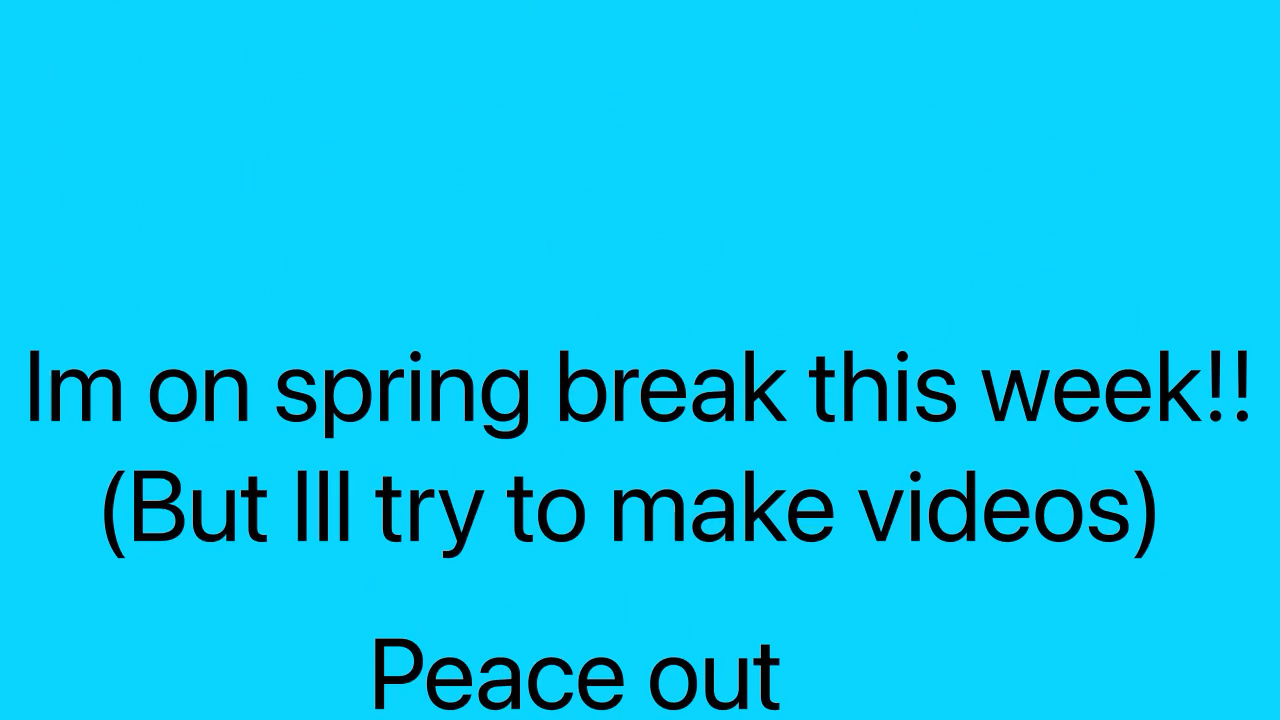 Im on spring break this week!!
(But Ill try to make videos)
Peace out